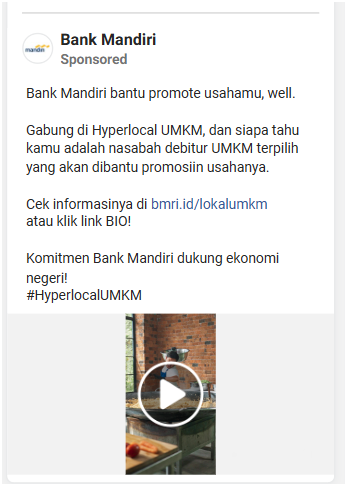 mandiri
Bank Mandiri
Sponsored
Bank Mandiri bantu promote usahamu, well.
Gabung di Hyperlocal UMKM, dan siapa tahu
kamu adalah nasabah debitur UMKM terpilih
yang akan dibantu promosiin usahanya.
Cek informasinya di bmri.id/lokalumkm
atau klik link BIO!
Komitmen Bank Mandiri dukung ekonomi
negeri!
#HyperlocalUMKM